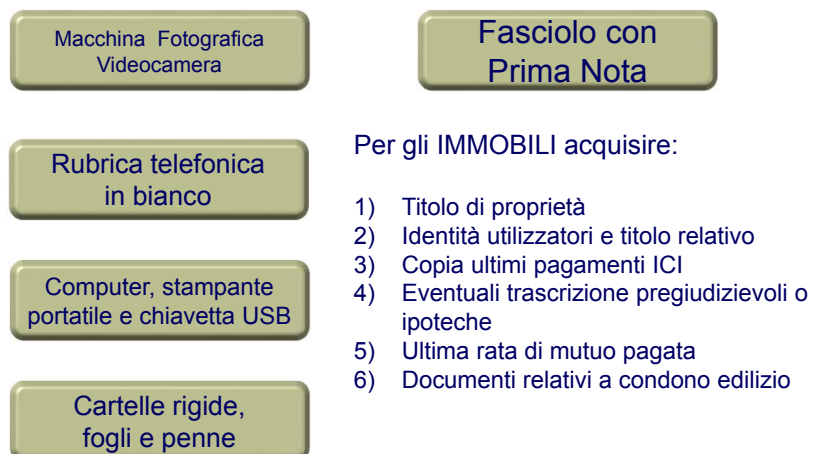 Macchina Fotografica
Videocamera
Rubrica telefonica
in bianco
Computer, stampante
portatile e chiavetta USB
Cartelle rigide,
fogli e penne
Fasciolo con
Prima Nota
Per gli IMMOBILI acquisire:
1) Titolo di proprietà
2) Identità utilizzatori e titolo relativo
3) Copia ultimi pagamenti ICI
4) Eventuali trascrizione pregiudizievoli o
ipoteche
5) Ultima rata di mutuo pagata
6) Documenti relativi a condono edilizio